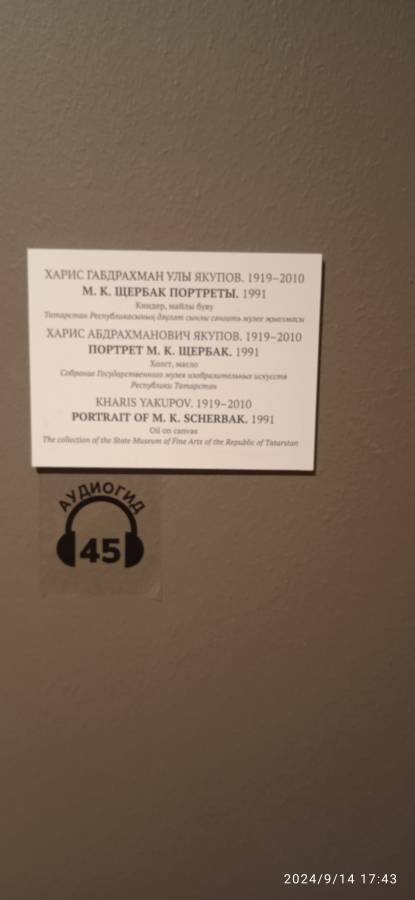 ХАРИС ГАБДРАХМАН УЛЫ ЯКУПОВ. 1919–2010
М. К. ЩЕРБАК ПОРТРЕТЫ. 1991
Киндер, майлы буяу
Татарстан Республикасының дәүләт сынлы сәнгать музее җыелмасы
ХАРИС АБДРАХМАНОВИЧ ЯКУПОВ. 1919–2010
ПОРТРЕТ М. К. ЩЕРБАК. 1991
Холст, масло
Собрание Государственного музея изобразительных искусств
Республики Татарстан
KHARIS YAKUPOV. 1919–2010
PORTRAIT OF M. K. SCHERBAK. 1991
Oil on canvas
The collection of the State Museum of Fine Arts of the Republic of Tatarstan
АУДИОГИД
45
2024/9/14 17:43